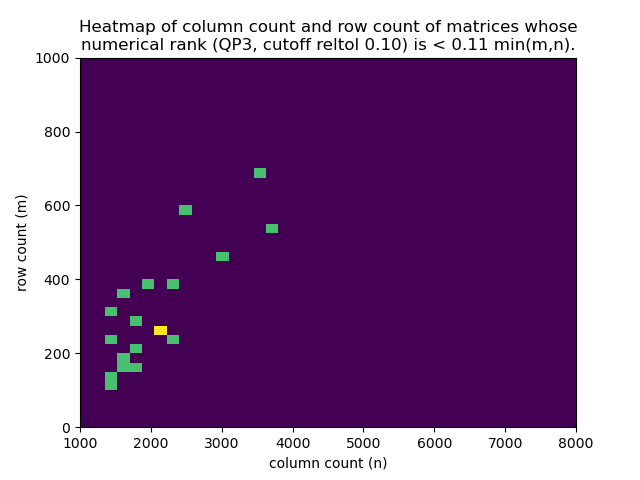 Heatmap of column count and row count of matrices whose
numerical rank (QP3, cutoff reltol 0.10) is < 0.11 min(m,n).
1000
800
600
400
200
0
row count (m)
1000 2000 3000 4000 5000 6000 7000 8000
column count (n)